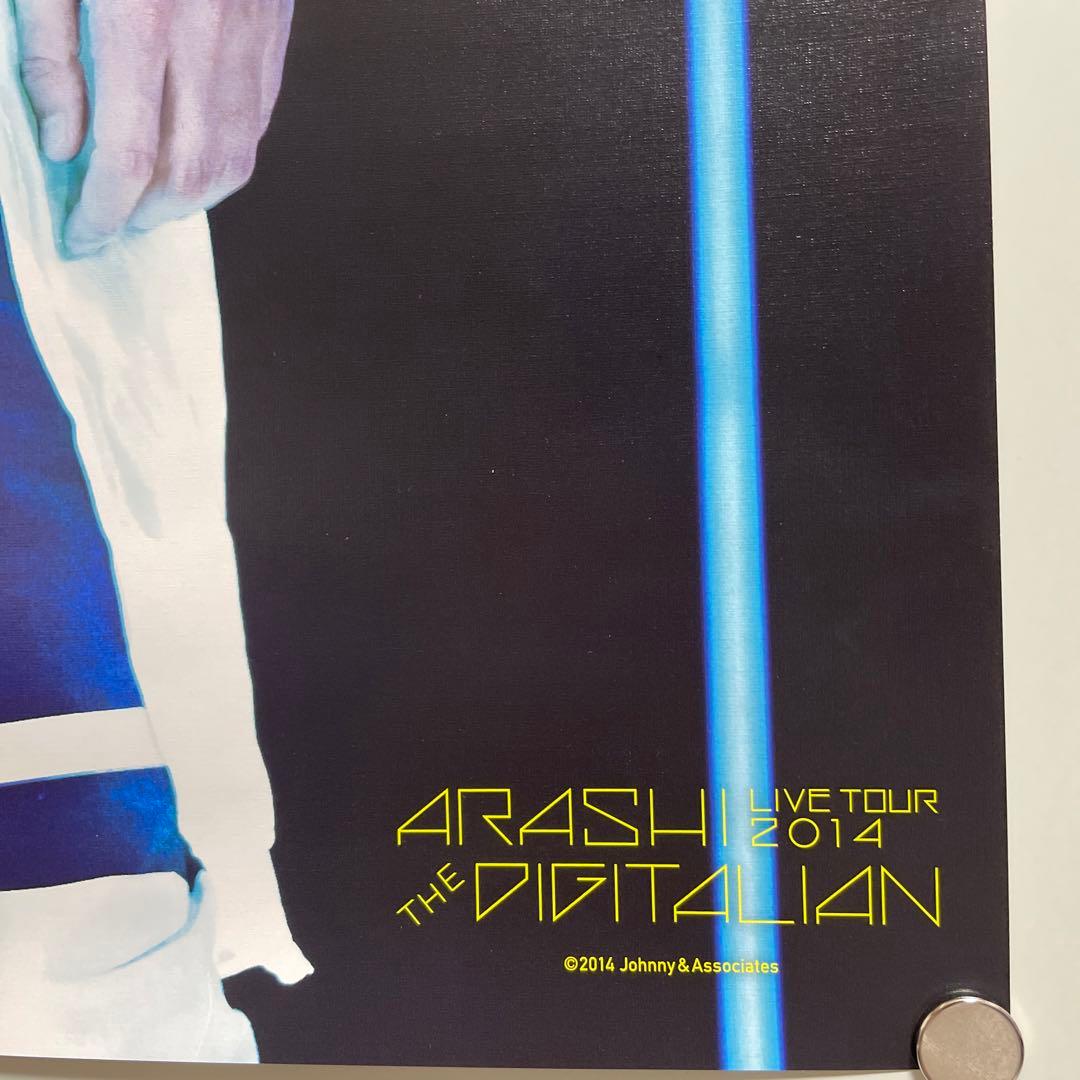 ARASHI LIVE TOUR
2014
THE DIGITALIAN
©2014 Johnny&Associates